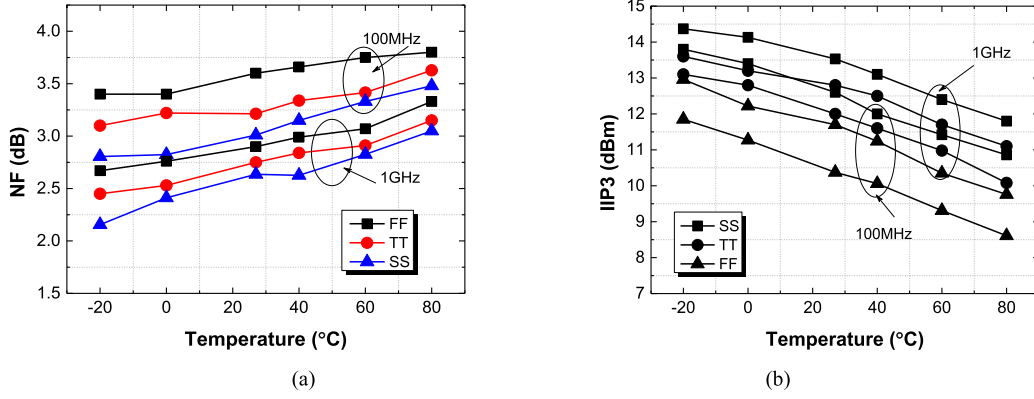 (a)
4.0
3.5
3.0
2.5
2.0
1.5
NF (dB)
100MHz
1GHz
FF
TT
SS
-20
0
20
40
60
80
Temperature (°C)
(a)
(b)
15
14
13
12
11
10
9
8
7
6
IIP3 (dBm)
1GHz
100MHz
SS
TT
FF
-20
0
20
40
60
80
Temperature (°C)
(b)